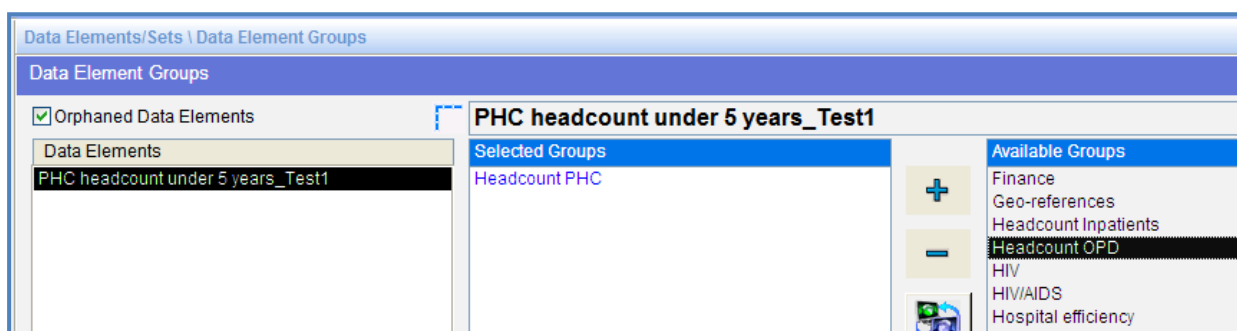 Data Elements/Sets \ Data Element Groups
Data Element Groups
Orphaned Data Elements
PHC headcount under 5 years_Test1
Data Elements
Selected Groups
Available Groups
PHC headcount under 5 years_Test1
Headcount PHC
Finance
Geo-references
Headcount Inpatients
Headcount OPD
HIV
HIV/AIDS
Hospital efficiency